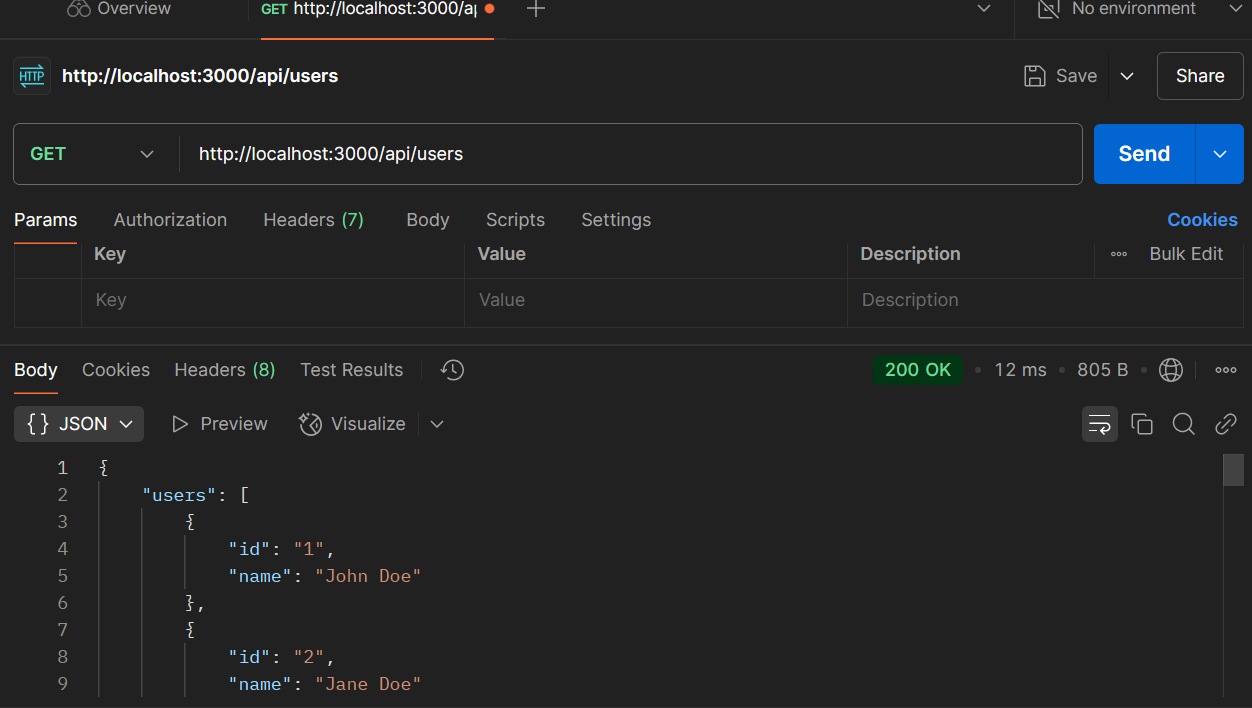 Overview GET http://localhost:3000/a No environment
HTTP http://localhost:3000/api/users Save Share
GET http://localhost:3000/api/users Send
Params Authorization Headers (7) Body Scripts Settings Cookies
Key Value Description Bulk Edit
Key Value Description
Body Cookies Headers (8) Test Results 200 OK • 12 ms • 805 B •
{} JSON Preview Visualize
1 {
2 "users": [
3 {
4 "id": "1",
5 "name": "John Doe"
6 },
7 {
8 "id": "2",
9 "name": "Jane Doe"